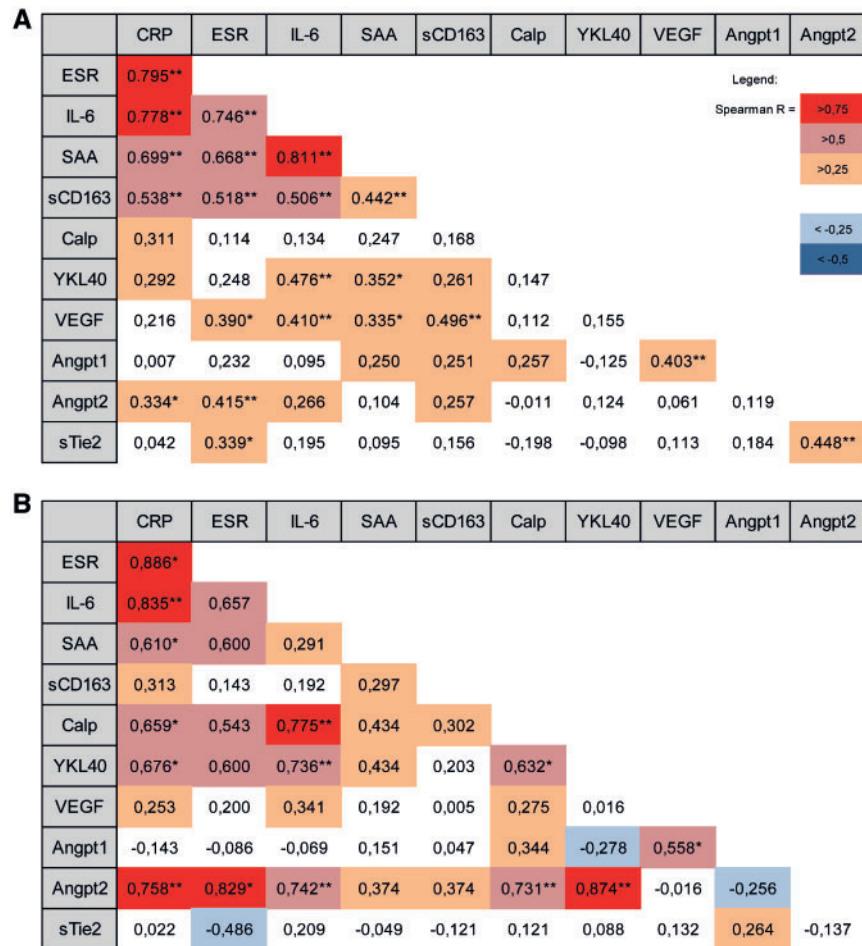 A
CRP ESR IL-6 SAA sCD163 Calp YKL40 VEGF Angpt1 Angpt2
ESR 0.795**
Legend:
IL-6 0.778** 0.746**
Spearman R = >0,75
SAA 0.699** 0.668** 0.811**
>0,5
>0,25
sCD163 0.538** 0.518** 0.506** 0.442**
Calp 0,311 0,114 0,134 0,247 0,168
< -0,25
< -0,5
YKL40 0,292 0,248 0.476** 0.352* 0,261 0,147
VEGF 0,216 0.390* 0.410** 0.335* 0.496** 0,112 0,155
Angpt1 0,007 0,232 0,095 0,250 0,251 0,257 -0,125 0.403**
Angpt2 0.334* 0.415** 0,266 0,104 0,257 -0,011 0,124 0,061 0,119
sTie2 0,042 0.339* 0,195 0,095 0,156 -0,198 -0,098 0,113 0,184 0.448**
B
CRP ESR IL-6 SAA sCD163 Calp YKL40 VEGF Angpt1 Angpt2
ESR 0,886*
IL-6 0,835** 0,657
SAA 0,610* 0,600 0,291
sCD163 0,313 0,143 0,192 0,297
Calp 0,659* 0,543 0,775** 0,434 0,302
YKL40 0,676* 0,600 0,736** 0,434 0,203 0,632*
VEGF 0,253 0,200 0,341 0,192 0,005 0,275 0,016
Angpt1 -0,143 -0,086 -0,069 0,151 0,047 0,344 -0,278 0,558*
Angpt2 0,758** 0,829* 0,742** 0,374 0,374 0,731** 0,874** -0,016 -0,256
sTie2 0,022 -0,486 0,209 -0,049 -0,121 0,121 0,088 0,132 0,264 -0,137